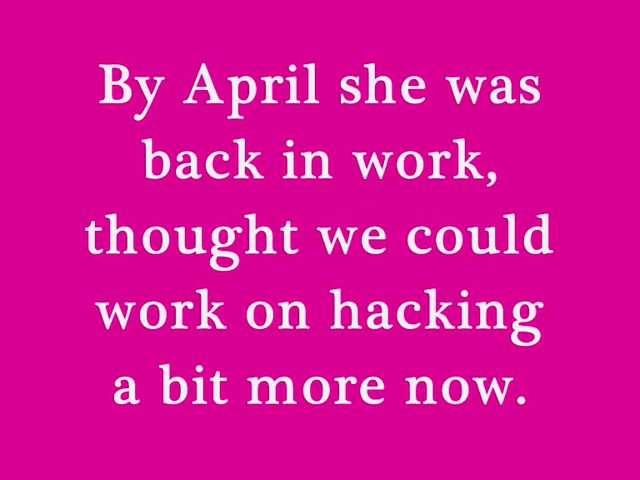 By April she was
back in work,
thought we could
work on hacking
a bit more now.